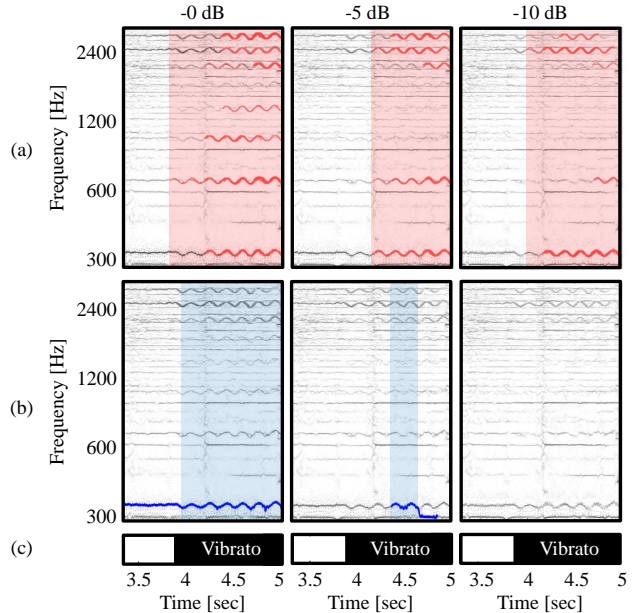 -0 dB -5 dB -10 dB
(a)
Frequency [Hz]
2400
1200
600
300
(b)
Frequency [Hz]
2400
1200
600
300
(c) Vibrato Vibrato Vibrato
3.5 4 4.5 5 3.5 4 4.5 5 3.5 4 4.5 5
Time [sec] Time [sec] Time [sec]